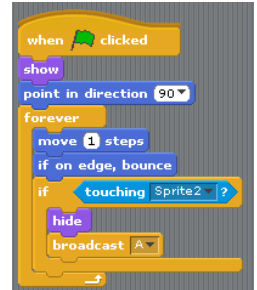 when clicked
show
point in direction 90
forever
move 1 steps
if on edge, bounce
if touching Sprite2 ?
hide
broadcast A